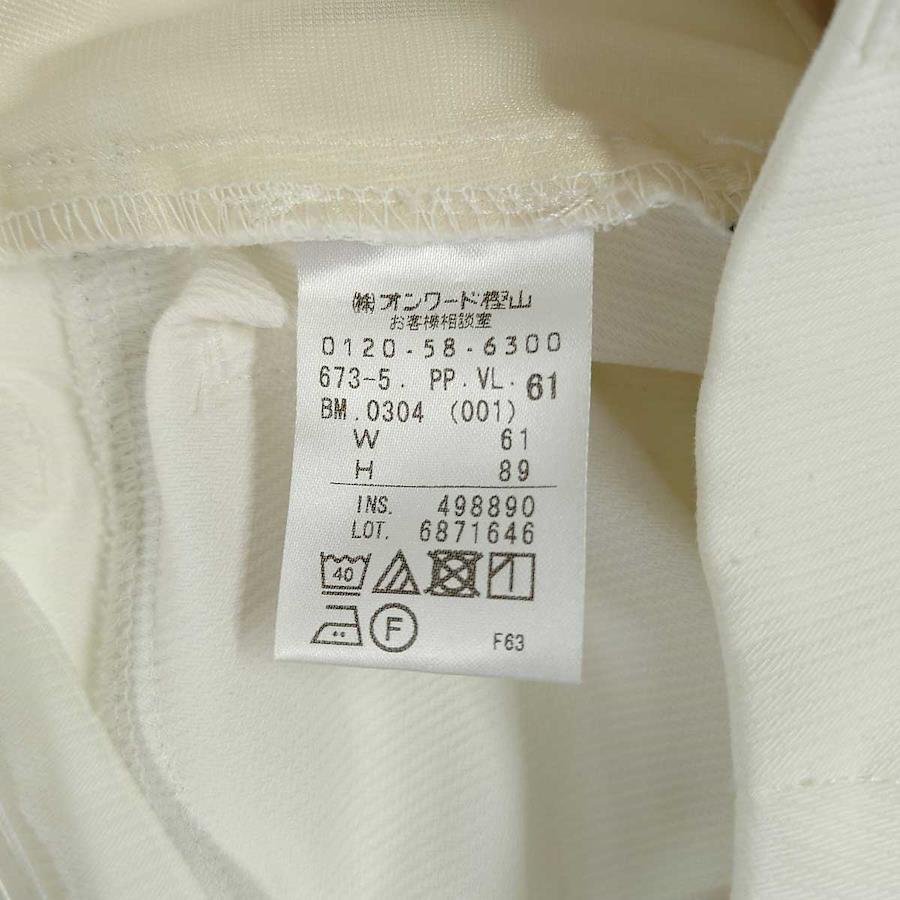 ㈱オンワード樫山
お客様相談室
0120-58-6300
673-5. PP.VL. 61
BM.0304 (001)
W 61
H 89
INS. 498890
LOT. 6871646
40
F
F63